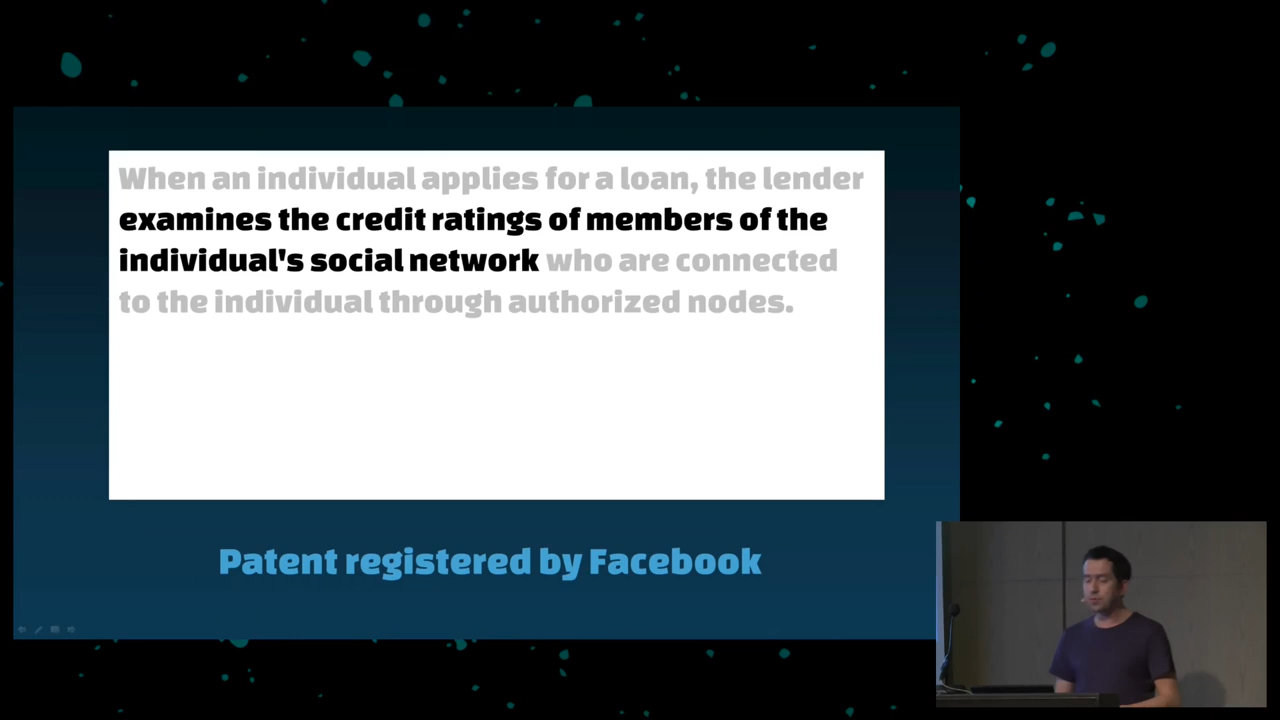 When an individual applies for a loan, the lender
examines the credit ratings of members of the
individual's social network who are connected
to the individual through authorized nodes.
Patent registered by Facebook